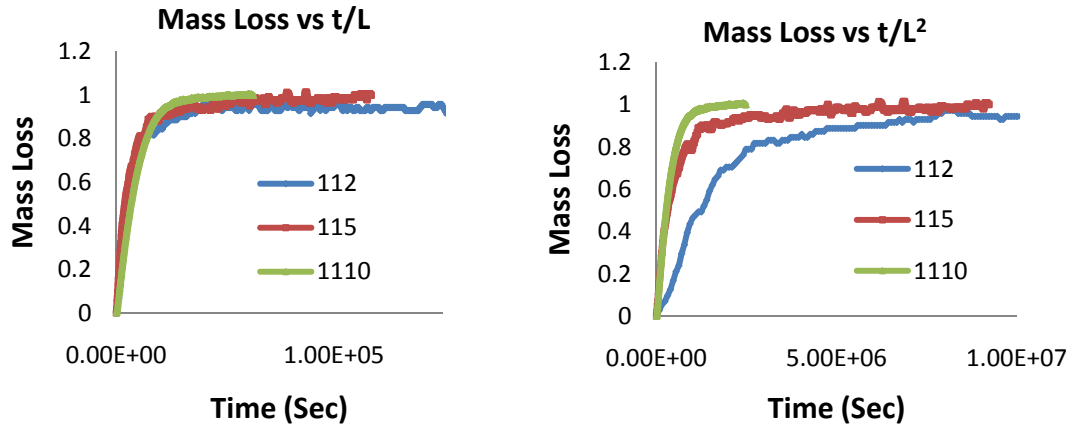 Mass Loss vs t/L
1.2
1
0.8
0.6
0.4
0.2
0
0.00E+00
1.00E+05
Mass Loss
Time (Sec)
112
115
1110
Mass Loss vs t/L²
1.2
1
0.8
0.6
0.4
0.2
0
0.00E+00
5.00E+06
1.00E+07
Mass Loss
Time (Sec)
112
115
1110